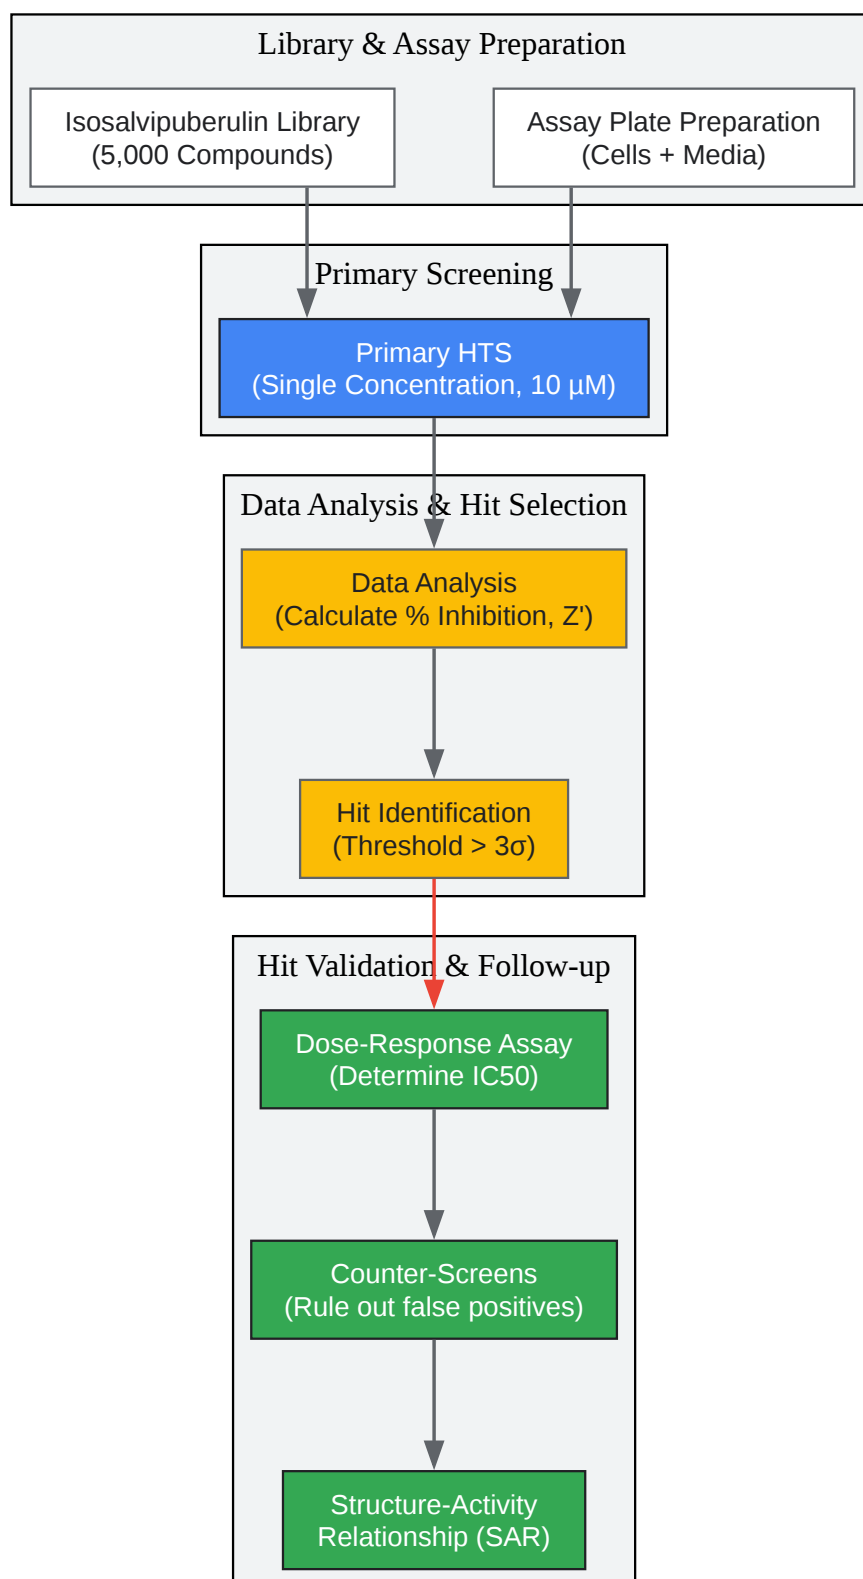 Library & Assay Preparation
Isosalvipuberulin Library
(5,000 Compounds)
Assay Plate Preparation
(Cells + Media)
Primary Screening
Primary HTS
(Single Concentration, 10 µM)
Data Analysis & Hit Selection
Data Analysis
(Calculate % Inhibition, Z')
Hit Identification
(Threshold > 3σ)
Hit Validation & Follow-up
Dose-Response Assay
(Determine IC50)
Counter-Screens
(Rule out false positives)
Structure-Activity
Relationship (SAR)